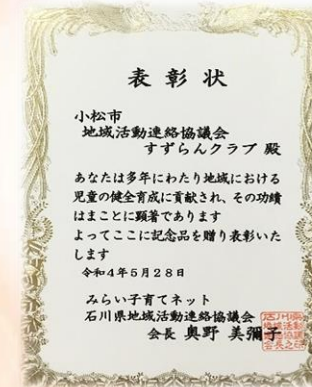 表彰状
小松市
地域活動連絡協議会
すずらんクラブ 殿
あなたは多年にわたり地域における
児童の健全育成に貢献され、その功績
はまことに顕著であります
よってここに記念品を贈り表彰いた
します
令和4年5月28日
みらい子育てネット
石川県地域活動連絡協議会
会長 奥野 美彌子